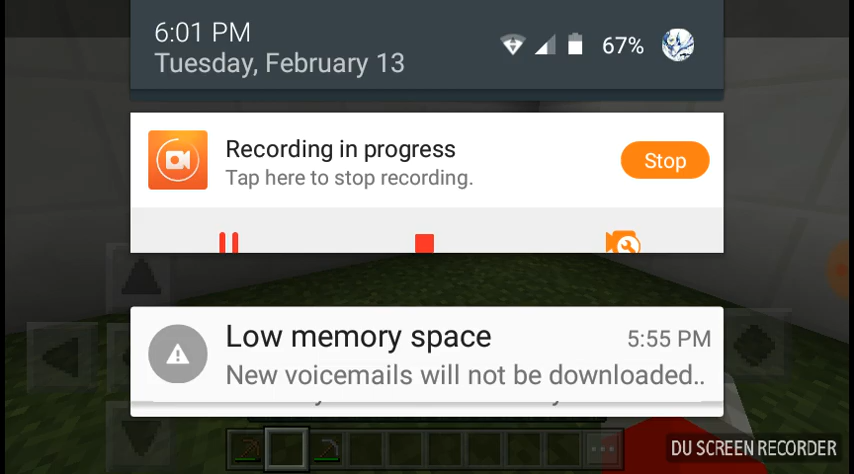 6:01 PM
67%
Tuesday, February 13
Recording in progress
Stop
Tap here to stop recording.
Low memory space
5:55 PM
New voicemails will not be downloaded..
DU SCREEN RECORDER